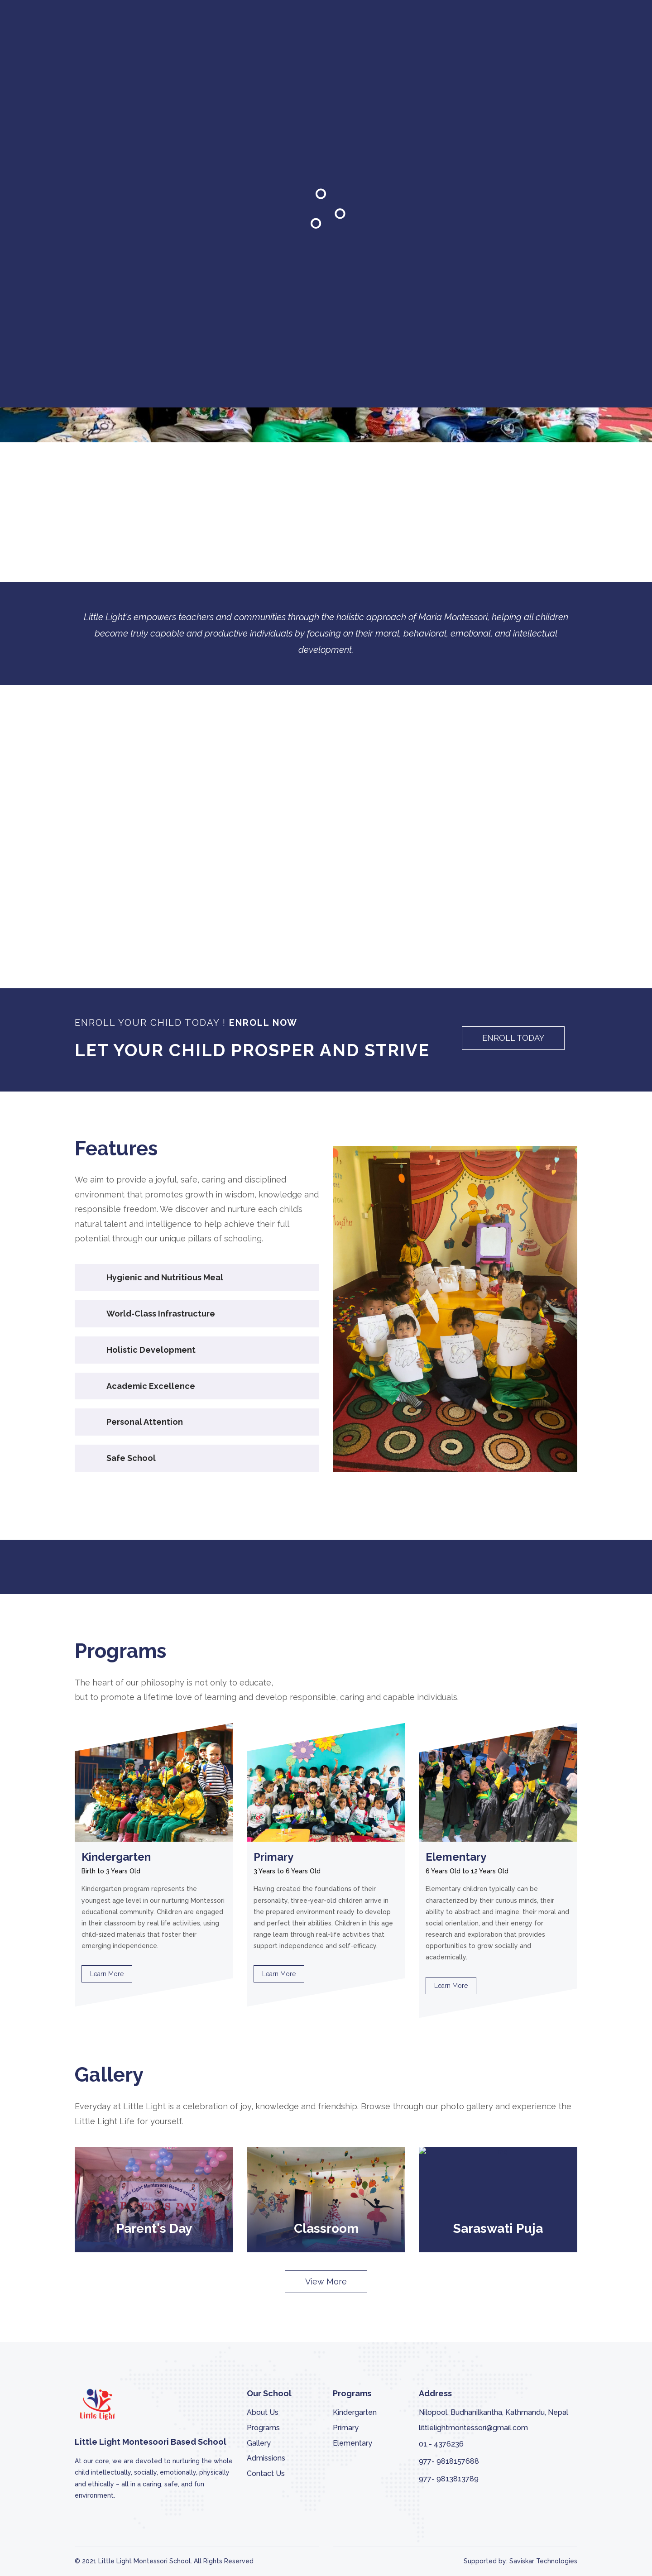 Little Light's empowers teachers and communities through the holistic approach of Maria Montessori, helping all children
become truly capable and productive individuals by focusing on their moral, behavioral, emotional, and intellectual
development.
ENROLL YOUR CHILD TODAY ! ENROLL NOW
LET YOUR CHILD PROSPER AND STRIVE
ENROLL TODAY
Features
We aim to provide a joyful, safe, caring and disciplined
environment that promotes growth in wisdom, knowledge and
responsible freedom. We discover and nurture each child's
natural talent and intelligence to help achieve their full
potential through our unique pillars of schooling.
Hygienic and Nutritious Meal
World-Class Infrastructure
Holistic Development
Academic Excellence
Personal Attention
Safe School
Programs
The heart of our philosophy is not only to educate,
but to promote a lifetime love of learning and develop responsible, caring and capable individuals.
Kindergarten
Birth to 3 Years Old
Kindergarten program represents the
youngest age level in our nurturing Montessori
educational community. Children are engaged
in their classroom by real life activities, using
child-sized materials that foster their
emerging independence.
Learn More
Primary
3 Years to 6 Years Old
Having created the foundations of their
personality, three-year-old children arrive in
the prepared environment ready to develop
and perfect their abilities. Children in this age
range learn through real-life activities that
support independence and self-efficacy.
Learn More
Elementary
6 Years Old to 12 Years Old
Elementary children typically can be
characterized by their curious minds, their
ability to abstract and imagine, their moral and
social orientation, and their energy for
research and exploration that provides
opportunities to grow socially and
academically.
Learn More
Gallery
Everyday at Little Light is a celebration of joy, knowledge and friendship. Browse through our photo gallery and experience the
Little Light Life for yourself.
Parent's Day
Classroom
Saraswati Puja
View More
Little Light
Little Light Montesoori Based School
At our core, we are devoted to nurturing the whole
child intellectually, socially, emotionally, physically
and ethically – all in a caring, safe, and fun
environment.
Our School
About Us
Programs
Gallery
Admissions
Contact Us
Programs
Kindergarten
Primary
Elementary
Address
Nilopool, Budhanilkantha, Kathmandu, Nepal
littlelightmontessori@gmail.com
01 - 4376236
977- 9818157688
977- 9813813789
© 2021 Little Light Montessori School. All Rights Reserved
Supported by: Saviskar Technologies